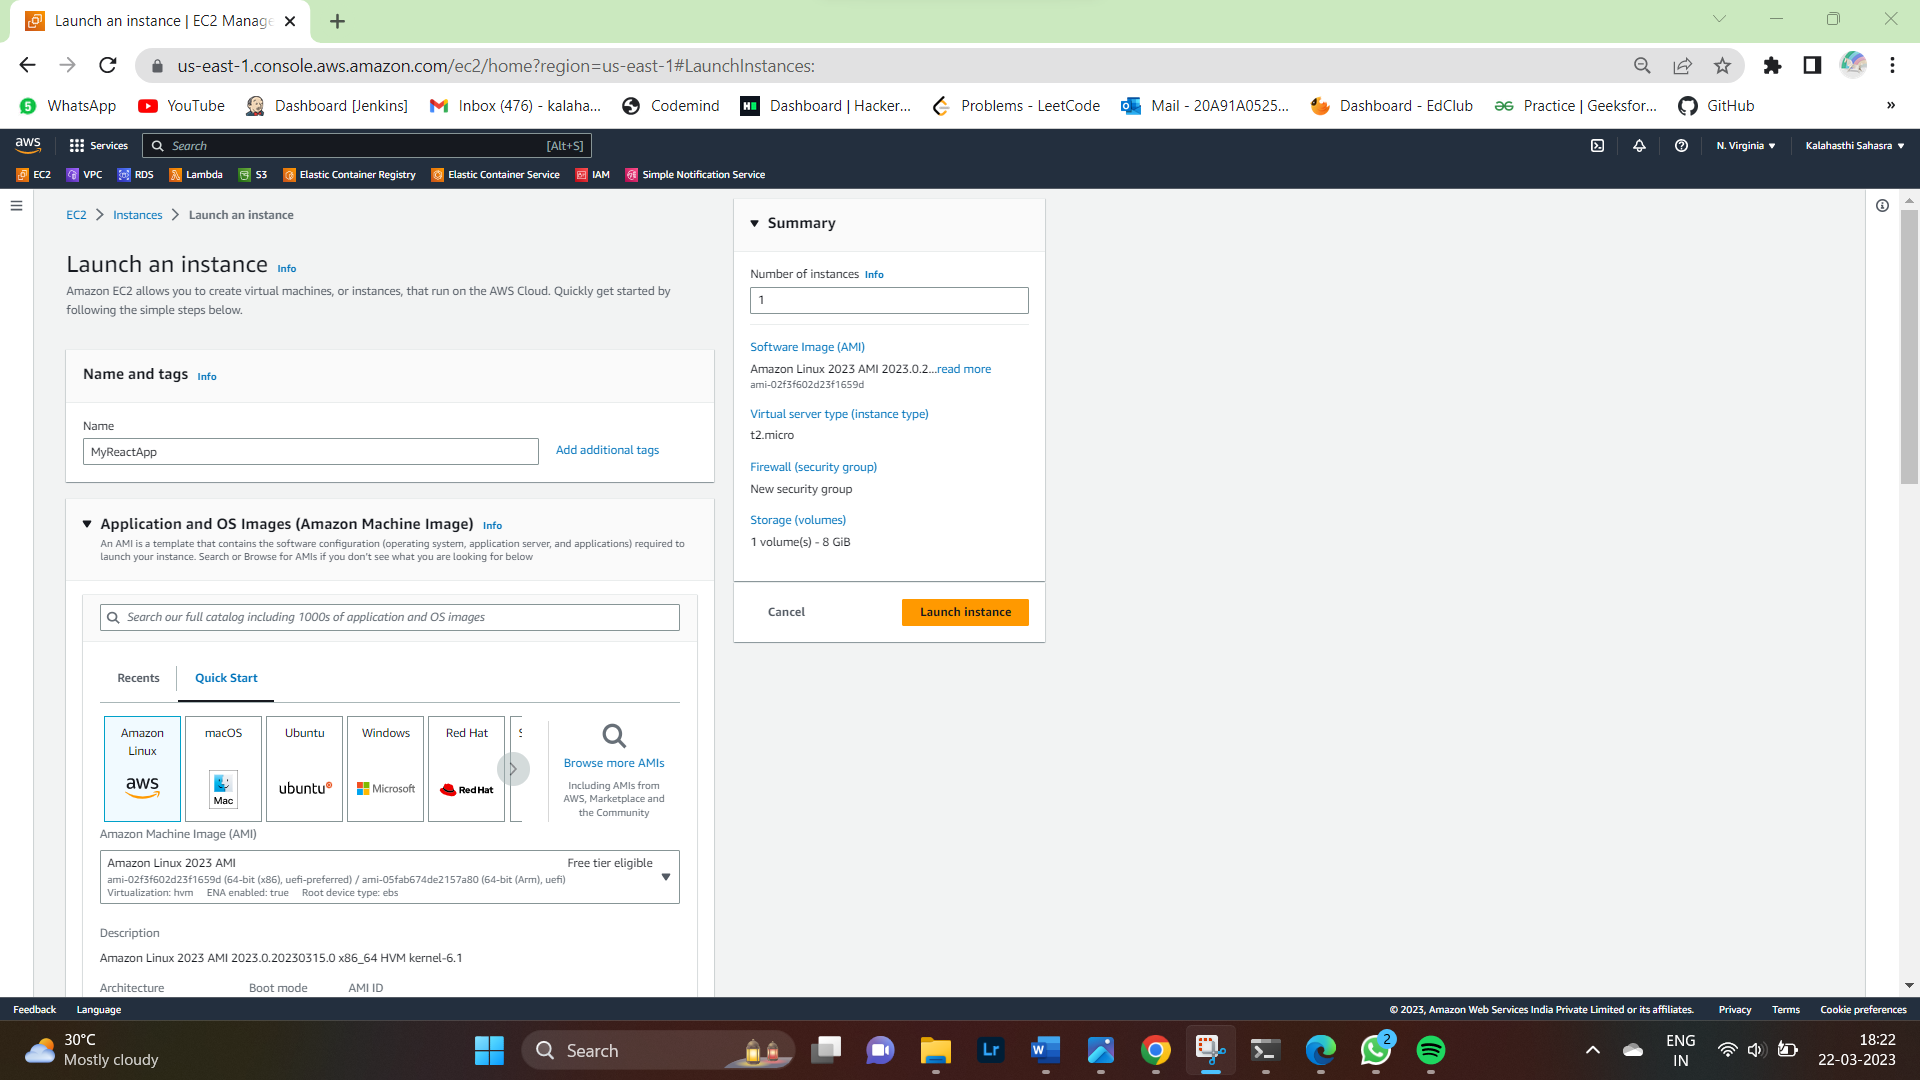 Launch an instance | EC2 Manage
us-east-1.console.aws.amazon.com/ec2/home?region=us-east-1#LaunchInstances:
WhatsApp YouTube Dashboard [Jenkins] Inbox (476) - kalaha... Codemind Dashboard | Hacker... Problems - LeetCode Mail - 20A91A0525... Dashboard - EdClub Practice | Geeksfor... GitHub »
aws Services Search [Alt+S] N. Virginia Kalahasthi Sahasra
EC2 VPC RDS Lambda S3 Elastic Container Registry Elastic Container Service IAM Simple Notification Service
EC2 Instances Launch an instance
Launch an instance Info
Amazon EC2 allows you to create virtual machines, or instances, that run on the AWS Cloud. Quickly get started by
following the simple steps below.
Name and tags Info
Name
MyReactApp
Add additional tags
Application and OS Images (Amazon Machine Image) Info
An AMI is a template that contains the software configuration (operating system, application server, and applications) required to
launch your instance. Search or Browse for AMIs if you don't see what you are looking for below
Search our full catalog including 1000s of application and OS images
Recents Quick Start
Amazon
Linux
aws
macOS
Mac
Ubuntu
ubuntu
Windows
Microsoft
Red Hat
Red Hat
S
Browse more AMIs
Including AMIs from
AWS, Marketplace and
the Community
Amazon Machine Image (AMI)
Amazon Linux 2023 AMI Free tier eligible
ami-02f3f602d23f1659d (64-bit (x86), uefi-preferred) / ami-05fab674de2157a80 (64-bit (Arm), uefi)
Virtualization: hvm ENA enabled: true Root device type: ebs
Description
Amazon Linux 2023 AMI 2023.0.20230315.0 x86_64 HVM kernel-6.1
Architecture Boot mode AMI ID
Summary
Number of instances Info
1
Software Image (AMI)
Amazon Linux 2023 AMI 2023.0.2...read more
ami-02f3f602d23f1659d
Virtual server type (instance type)
t2.micro
Firewall (security group)
New security group
Storage (volumes)
1 volume(s) - 8 GiB
Cancel Launch instance
Feedback Language © 2023, Amazon Web Services India Private Limited or its affiliates. Privacy Terms Cookie preferences
30°C
Mostly cloudy
Search
Lr
2
ENG
IN
18:22
22-03-2023